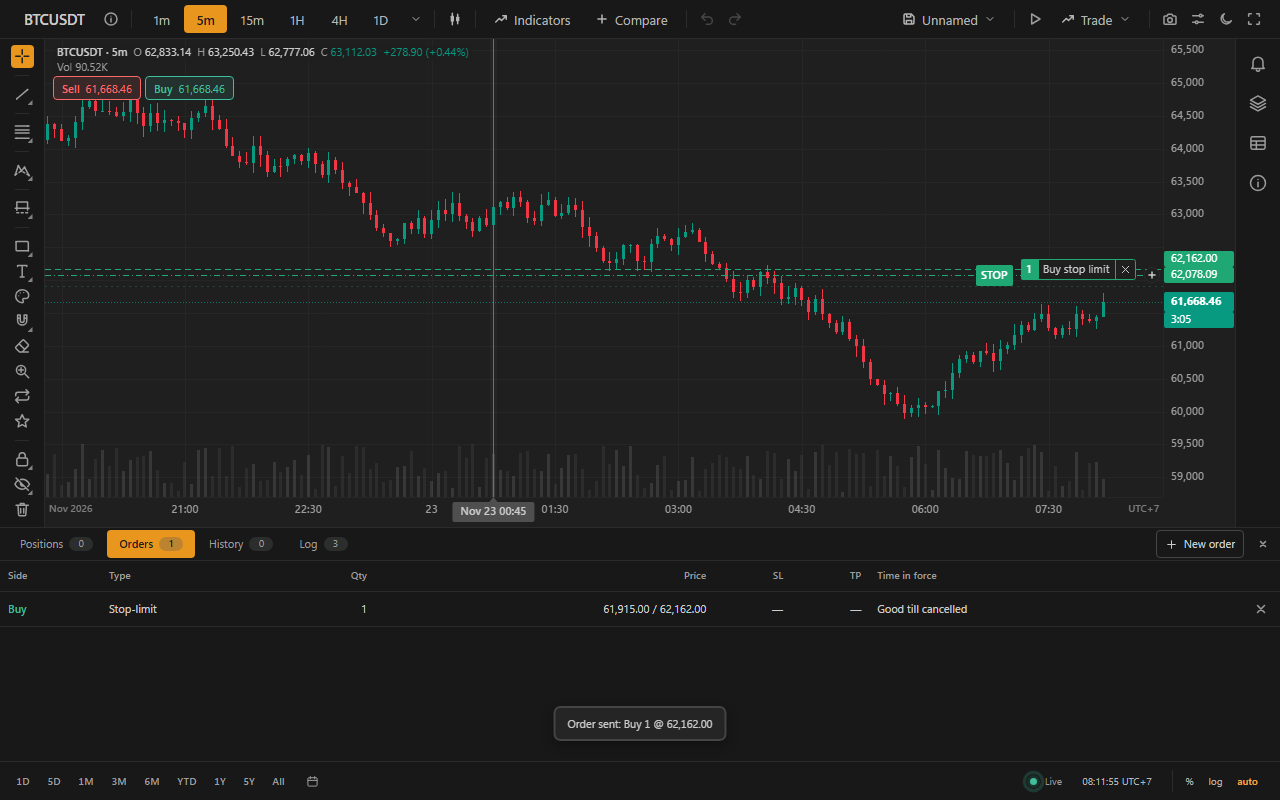 BTCUSDT 1m 5m 15m 1H 4H 1D Indicators Compare Unnamed Trade
BTCUSDT · 5m O 62,833.14 H 63,250.43 L 62,777.06 C 63,112.03 +278.90 (+0.44%)
Vol 90.52K
Sell 61,668.46 Buy 61,668.46
65,500
65,000
64,500
64,000
63,500
63,000
62,162.00
STOP 1 Buy stop limit 62,078.09
61,668.46
3:05
61,000
60,500
60,000
59,500
59,000
Nov 2026 21:00 22:30 23 Nov 23 00:45 01:30 03:00 04:30 06:00 07:30 UTC+7
Positions 0 Orders 1 History 0 Log 3 New order
Side Type Qty Price SL TP Time in force
Buy Stop-limit 1 61,915.00 / 62,162.00 — — Good till cancelled
Order sent: Buy 1 @ 62,162.00
1D 5D 1M 3M 6M YTD 1Y 5Y All Live 08:11:55 UTC+7 % log auto